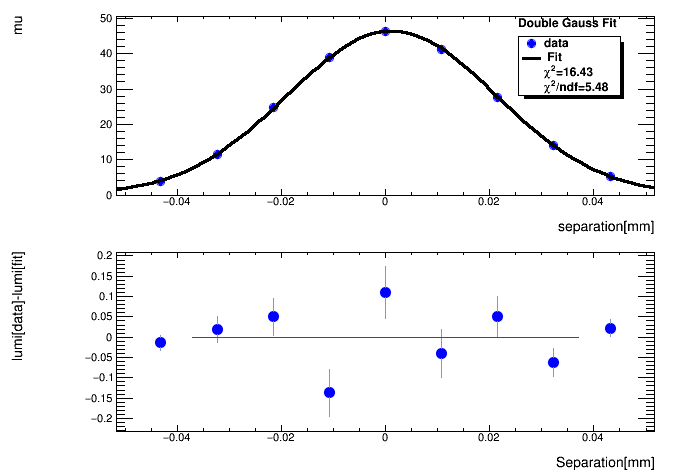 mu
Double Gauss Fit
data
Fit
χ²=16.43
χ²/ndf=5.48
50
40
30
20
10
0
−0.04 −0.02 0 0.02 0.04
separation[mm]
lumi[data]-lumi[fit]
0.2
0.15
0.1
0.05
0
−0.05
−0.1
−0.15
−0.2
−0.04 −0.02 0 0.02 0.04
Separation[mm]